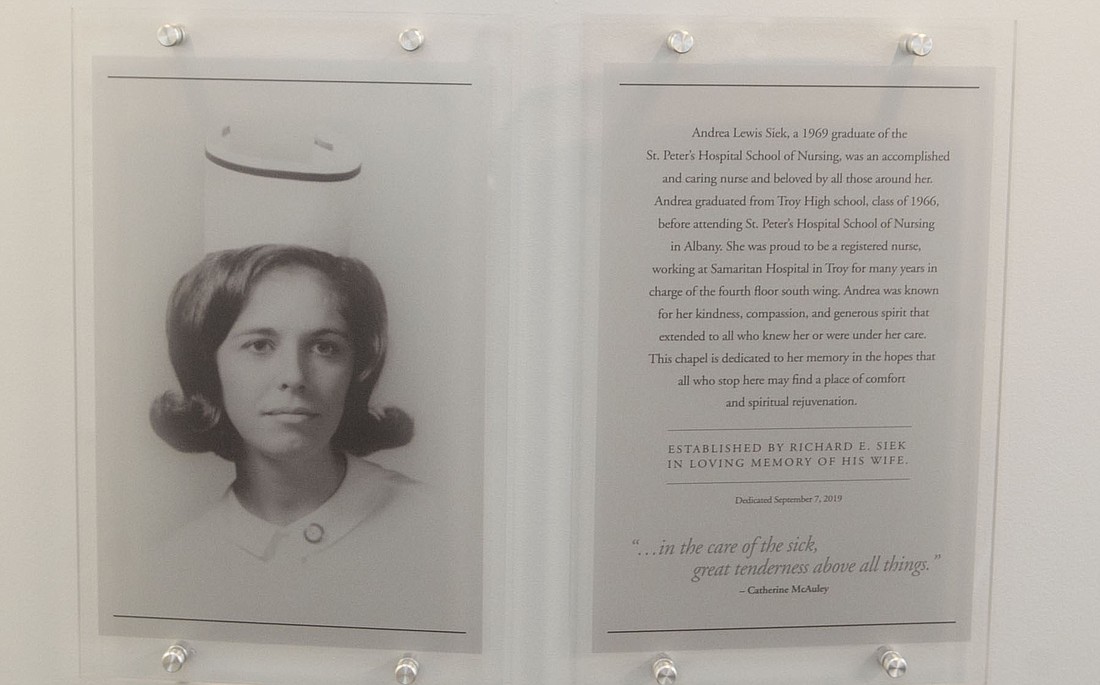 Andrea Lewis Siek, a 1969 graduate of the
St. Peter's Hospital School of Nursing, was an accomplished
and caring nurse and beloved by all those around her.
Andrea graduated from Troy High school, class of 1966,
before attending St. Peter's Hospital School of Nursing
in Albany. She was proud to be a registered nurse,
working at Samaritan Hospital in Troy for many years in
charge of the fourth floor south wing. Andrea was known
for her kindness, compassion, and generous spirit that
extended to all who knew her or were under her care.
This chapel is dedicated to her memory in the hopes that
all who stop here may find a place of comfort
and spiritual rejuvenation.
ESTABLISHED BY RICHARD E. SIEK
IN LOVING MEMORY OF HIS WIFE.
Dedicated September 7, 2019
“…in the care of the sick,
great tenderness above all things.”
– Catherine McAuley